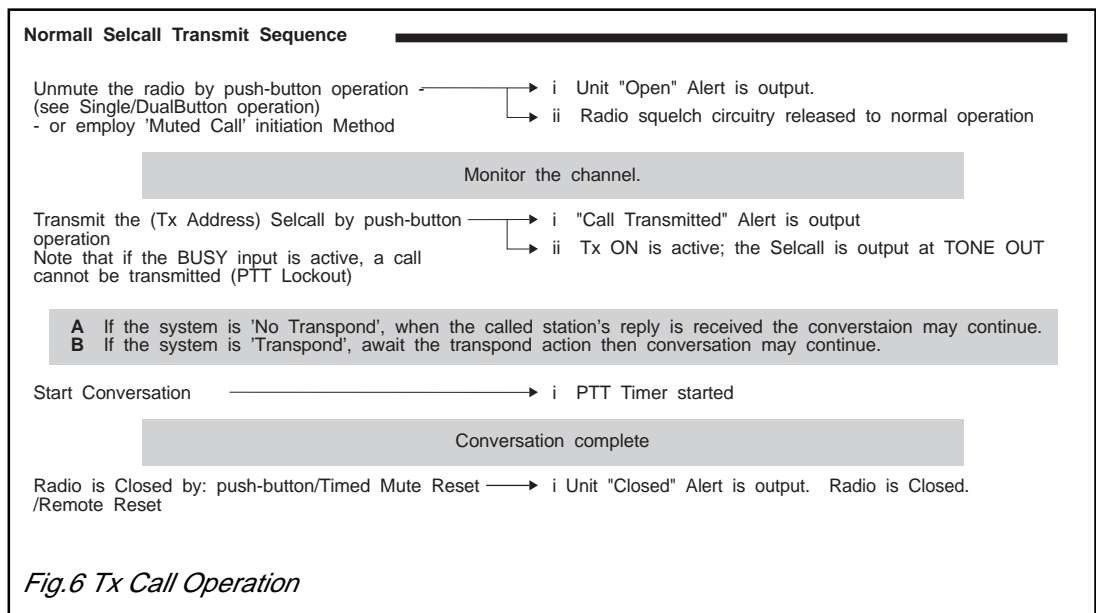 Normall Selcall Transmit Sequence
Unmute the radio by push-button operation -
(see Single/DualButton operation)
- or employ 'Muted Call' initiation Method
i Unit "Open" Alert is output.
ii Radio squelch circuitry released to normal operation
Monitor the channel.
Transmit the (Tx Address) Selcall by push-button
operation
Note that if the BUSY input is active, a call
cannot be transmitted (PTT Lockout)
i "Call Transmitted" Alert is output
ii Tx ON is active; the Selcall is output at TONE OUT
A If the system is 'No Transpond', when the called station's reply is received the converstaion may continue.
B If the system is 'Transpond', await the transpond action then conversation may continue.
Start Conversation
i PTT Timer started
Conversation complete
Radio is Closed by: push-button/Timed Mute Reset
/Remote Reset
i Unit "Closed" Alert is output. Radio is Closed.
Fig.6 Tx Call Operation